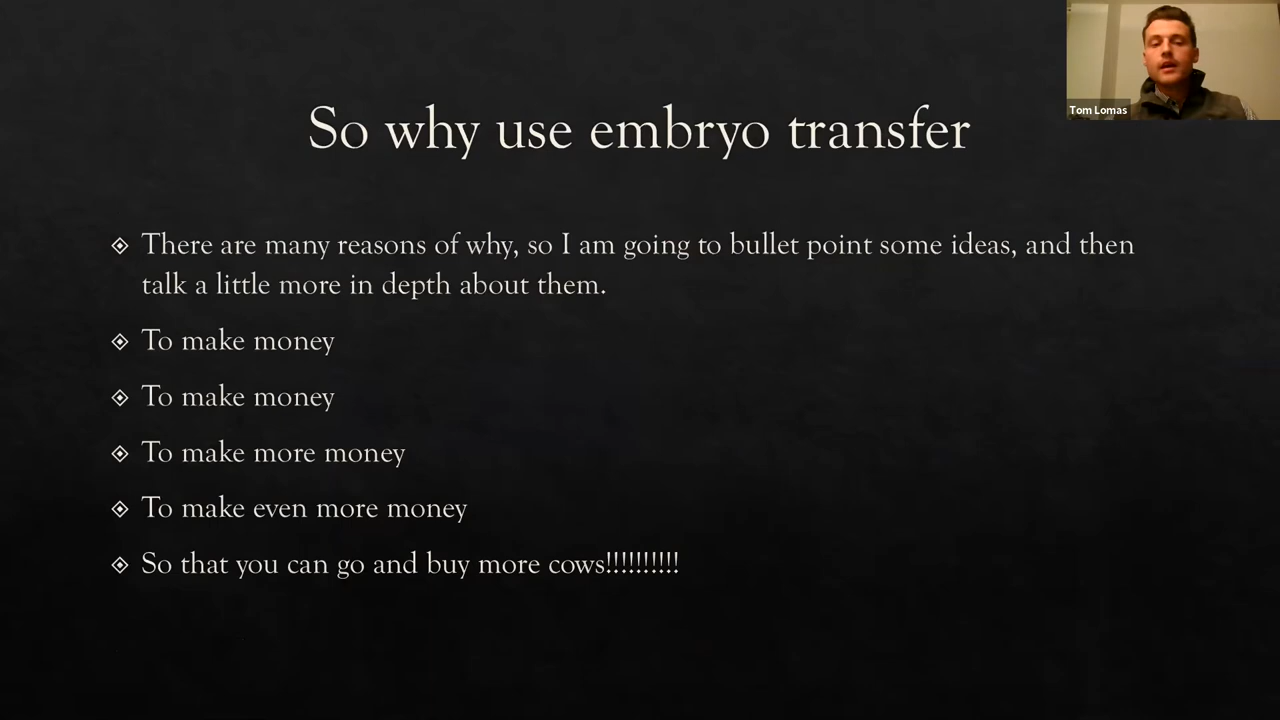 Tom Lomas
So why use embryo transfer
There are many reasons of why, so I am going to bullet point some ideas, and then
talk a little more in depth about them.
To make money
To make money
To make more money
To make even more money
So that you can go and buy more cows!!!!!!!!!!